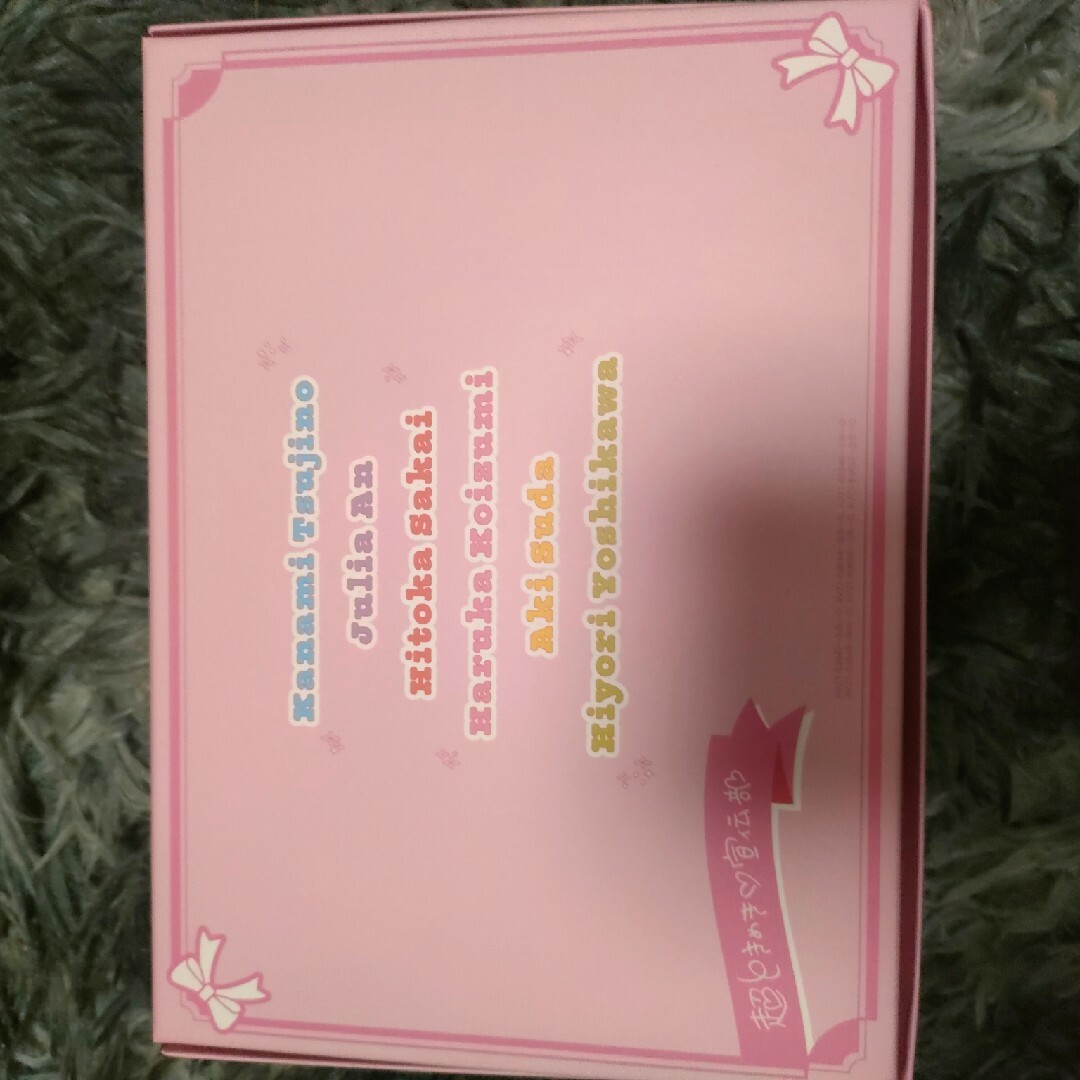 Kanami Tsujino
Julia An
Hitoka Sakai
Haruka Koizumi
Aki Suda
Hiyori Yoshikawa
超ときめき♡宣伝部